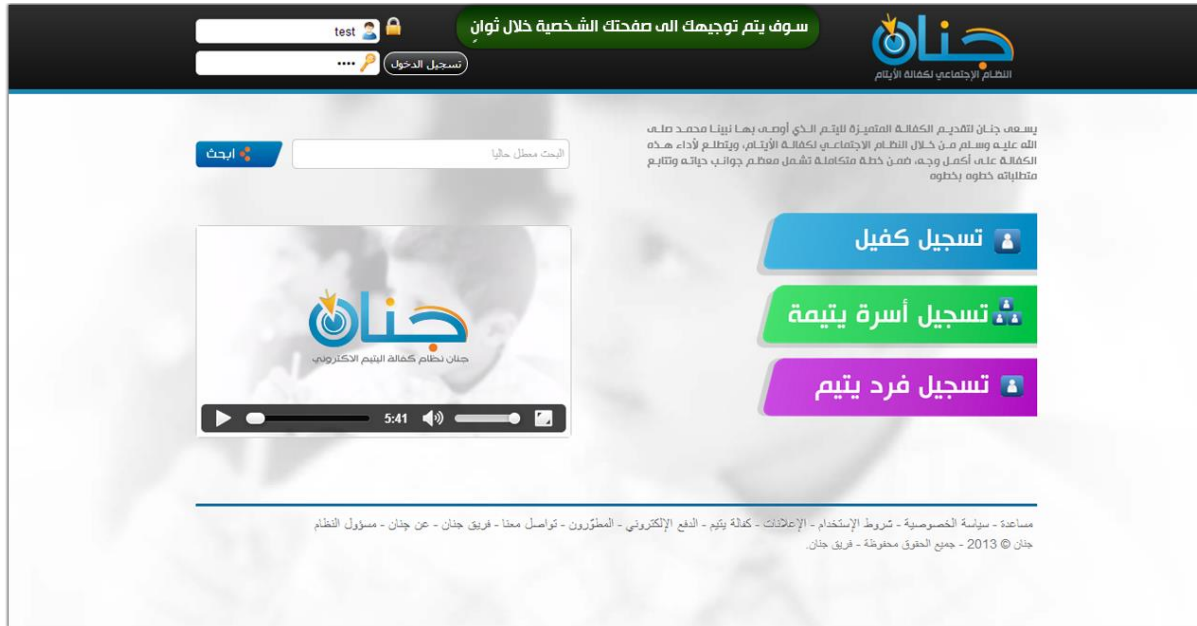 جنان
النظام الإجتماعي لكفالة الأيتام
سوف يتم توجيهك الى صفحتك الشخصية خلال ثوانٍ
test
••••
تسجيل الدخول
يسعى جنان لتقديم الكفالة المتميزة لليتم الذي أوصى بها نبينا محمد صلى
الله عليه وسلم من خلال النظام الاجتماعي لكفالة الأيتام، ويتطلع لأداء هذه
الكفالة على أكمل وجه، ضمن خطة متكاملة تشمل معظم جوانب حياته وتتابع
متطلباته خطوه بخطوه
البحث معطل حاليا
ابحث
تسجيل كفيل
تسجيل أسرة يتيمة
تسجيل فرد يتيم
جنان
جنان نظام كفالة اليتيم الاكتروني
5:41
مساعدة - سياسة الخصوصية - شروط الإستخدام - الإعلانات - كفالة يتيم - الدفع الإلكتروني - المطوّرون - تواصل معنا - فريق جنان - عن جنان - مسؤول النظام
جنان © 2013 - جميع الحقوق محفوظة - فريق جنان.